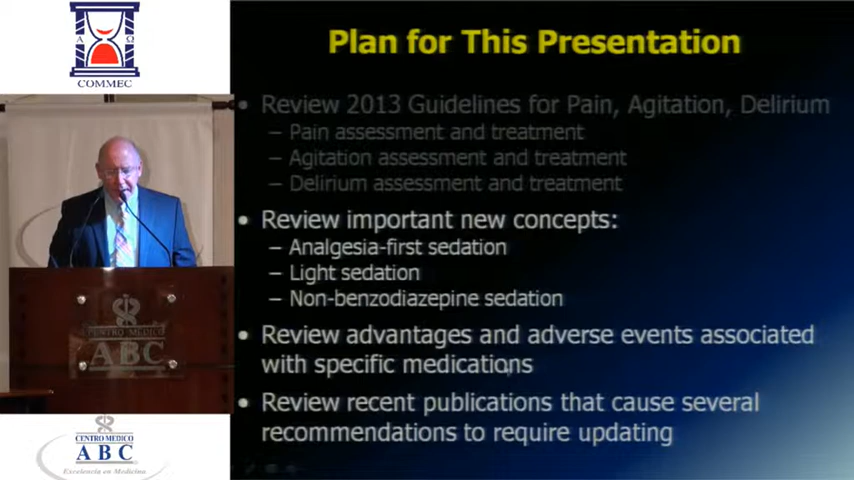 A Ω
COMMEC
CENTRO MEDICO
ABC
CENTRO MEDICO
ABC
Excelencia en Medicina
Plan for This Presentation
• Review 2013 Guidelines for Pain, Agitation, Delirium
– Pain assessment and treatment
– Agitation assessment and treatment
– Delirium assessment and treatment
• Review important new concepts:
– Analgesia-first sedation
– Light sedation
– Non-benzodiazepine sedation
• Review advantages and adverse events associated
with specific medications
• Review recent publications that cause several
recommendations to require updating